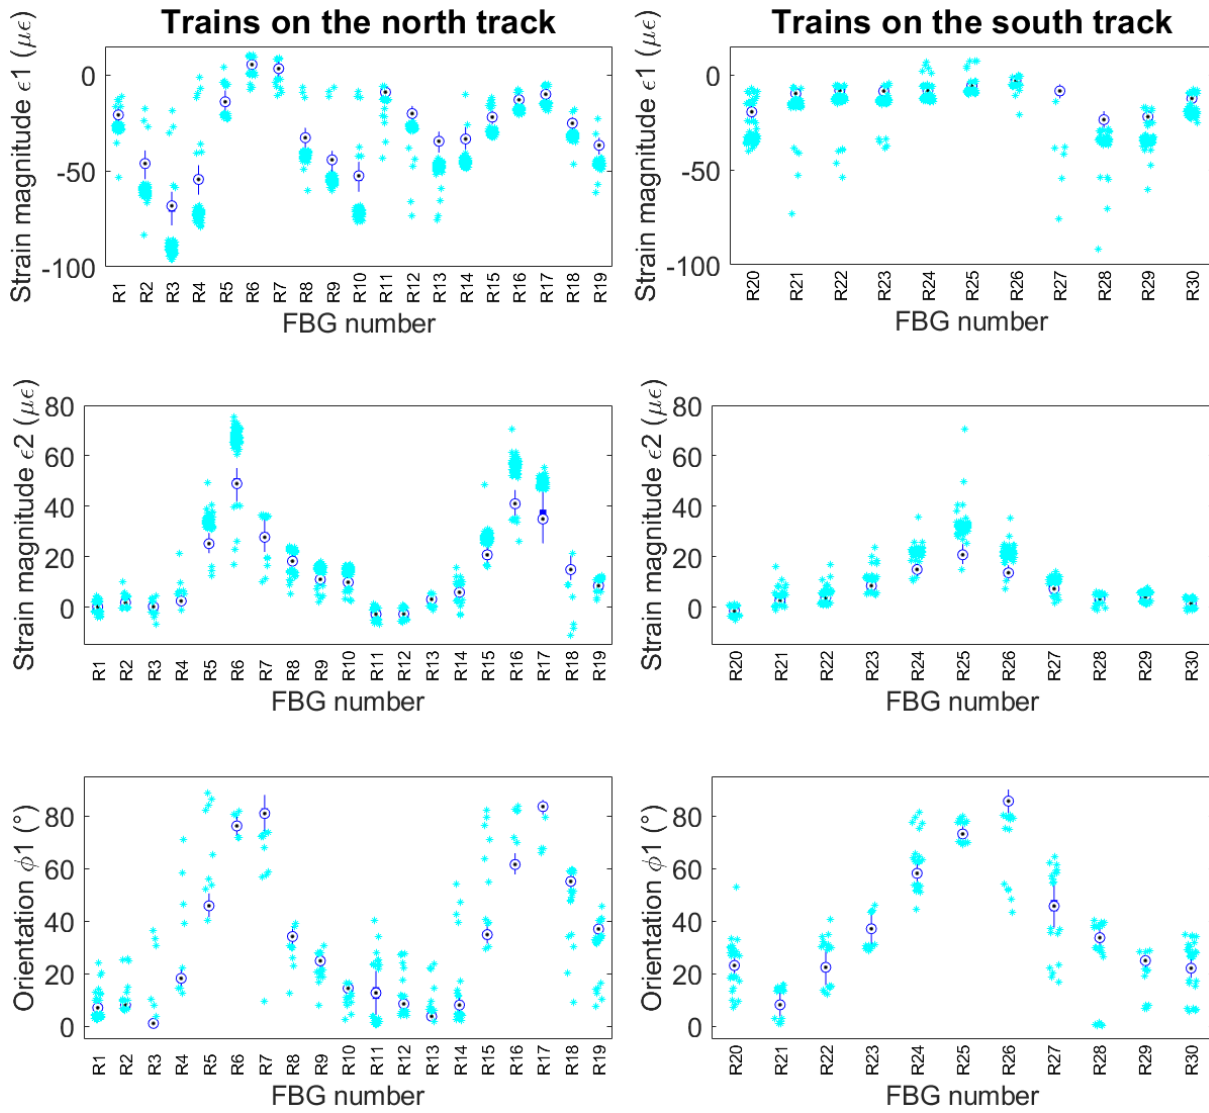 Trains on the north track
Trains on the south track
Strain magnitude ϵ1 (μϵ)
0
-50
-100
R1 R2 R3 R4 R5 R6 R7 R8 R9 R10 R11 R12 R13 R14 R15 R16 R17 R18 R19
FBG number
Strain magnitude ϵ1 (μϵ)
0
-50
-100
R20 R21 R22 R23 R24 R25 R26 R27 R28 R29 R30
FBG number
Strain magnitude ϵ2 (μϵ)
80
60
40
20
0
R1 R2 R3 R4 R5 R6 R7 R8 R9 R10 R11 R12 R13 R14 R15 R16 R17 R18 R19
FBG number
Strain magnitude ϵ2 (μϵ)
80
60
40
20
0
R20 R21 R22 R23 R24 R25 R26 R27 R28 R29 R30
FBG number
Orientation ϕ1 (°)
80
60
40
20
0
R1 R2 R3 R4 R5 R6 R7 R8 R9 R10 R11 R12 R13 R14 R15 R16 R17 R18 R19
FBG number
Orientation ϕ1 (°)
80
60
40
20
0
R20 R21 R22 R23 R24 R25 R26 R27 R28 R29 R30
FBG number